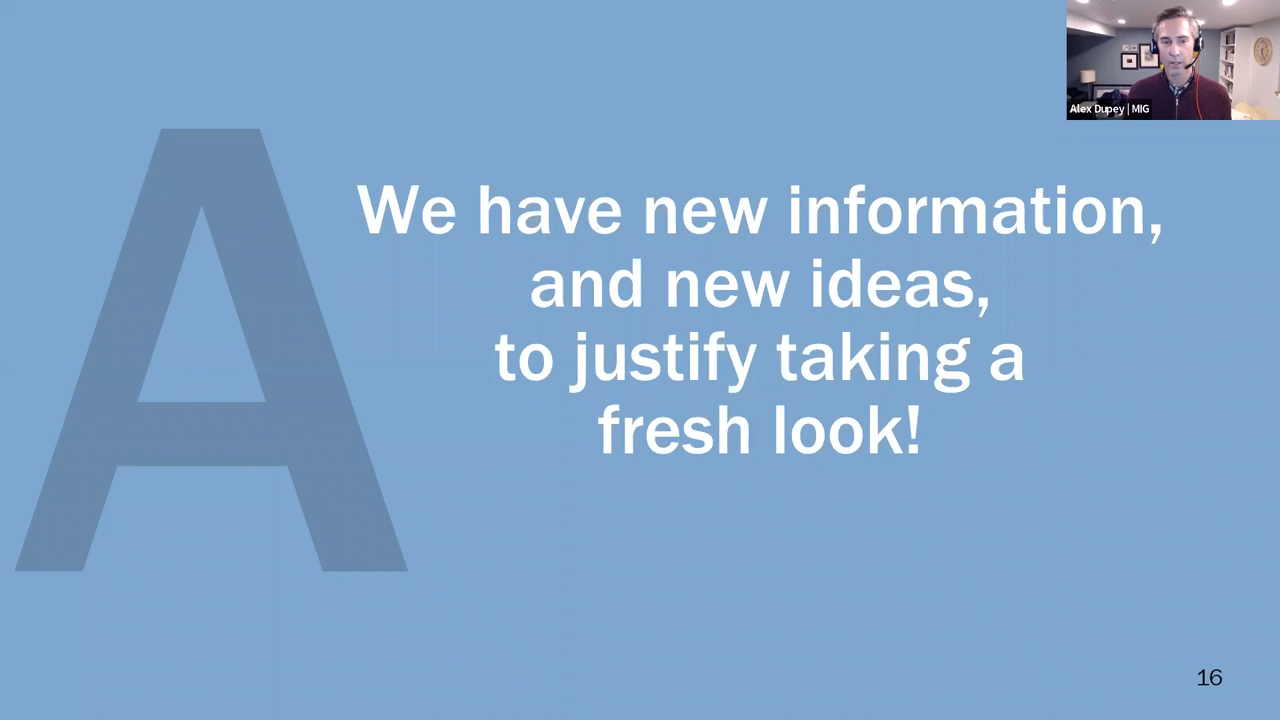 Alex Dupey | MIG
A
We have new information,
and new ideas,
to justify taking a
fresh look!
16